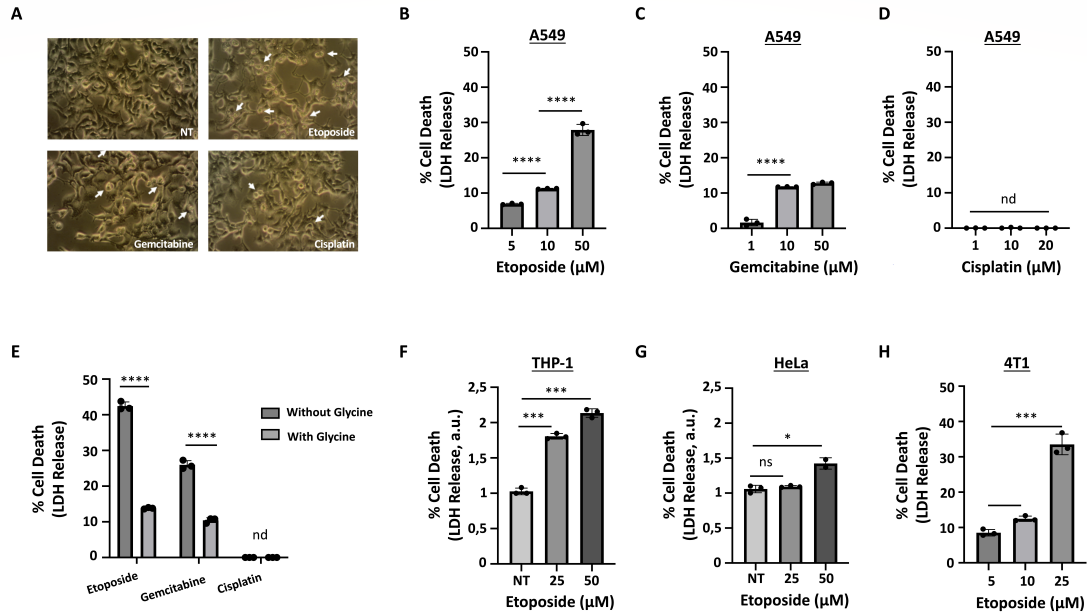 A
NT
Etoposide
Gemcitabine
Cisplatin
B
A549
% Cell Death
(LDH Release)
50
40
30
20
10
0
****
****
5 10 50
Etoposide (µM)
C
A549
% Cell Death
(LDH Release)
50
40
30
20
10
0
****
1 10 50
Gemcitabine (µM)
D
A549
% Cell Death
(LDH Release)
50
40
30
20
10
0
nd
1 10 20
Cisplatin (µM)
E
% Cell Death
(LDH Release)
50
40
30
20
10
0
****
****
nd
Without Glycine
With Glycine
Etoposide
Gemcitabine
Cisplatin
F
THP-1
% Cell Death
(LDH Release, a.u.)
2,5
2
1,5
1
0,5
0
***
***
NT 25 50
Etoposide (µM)
G
HeLa
% Cell Death
(LDH Release, a.u.)
2,5
2
1,5
1
0,5
0
*
ns
NT 25 50
Etoposide (µM)
H
4T1
% Cell Death
(LDH Release)
50
40
30
20
10
0
***
5 10 25
Etoposide (µM)